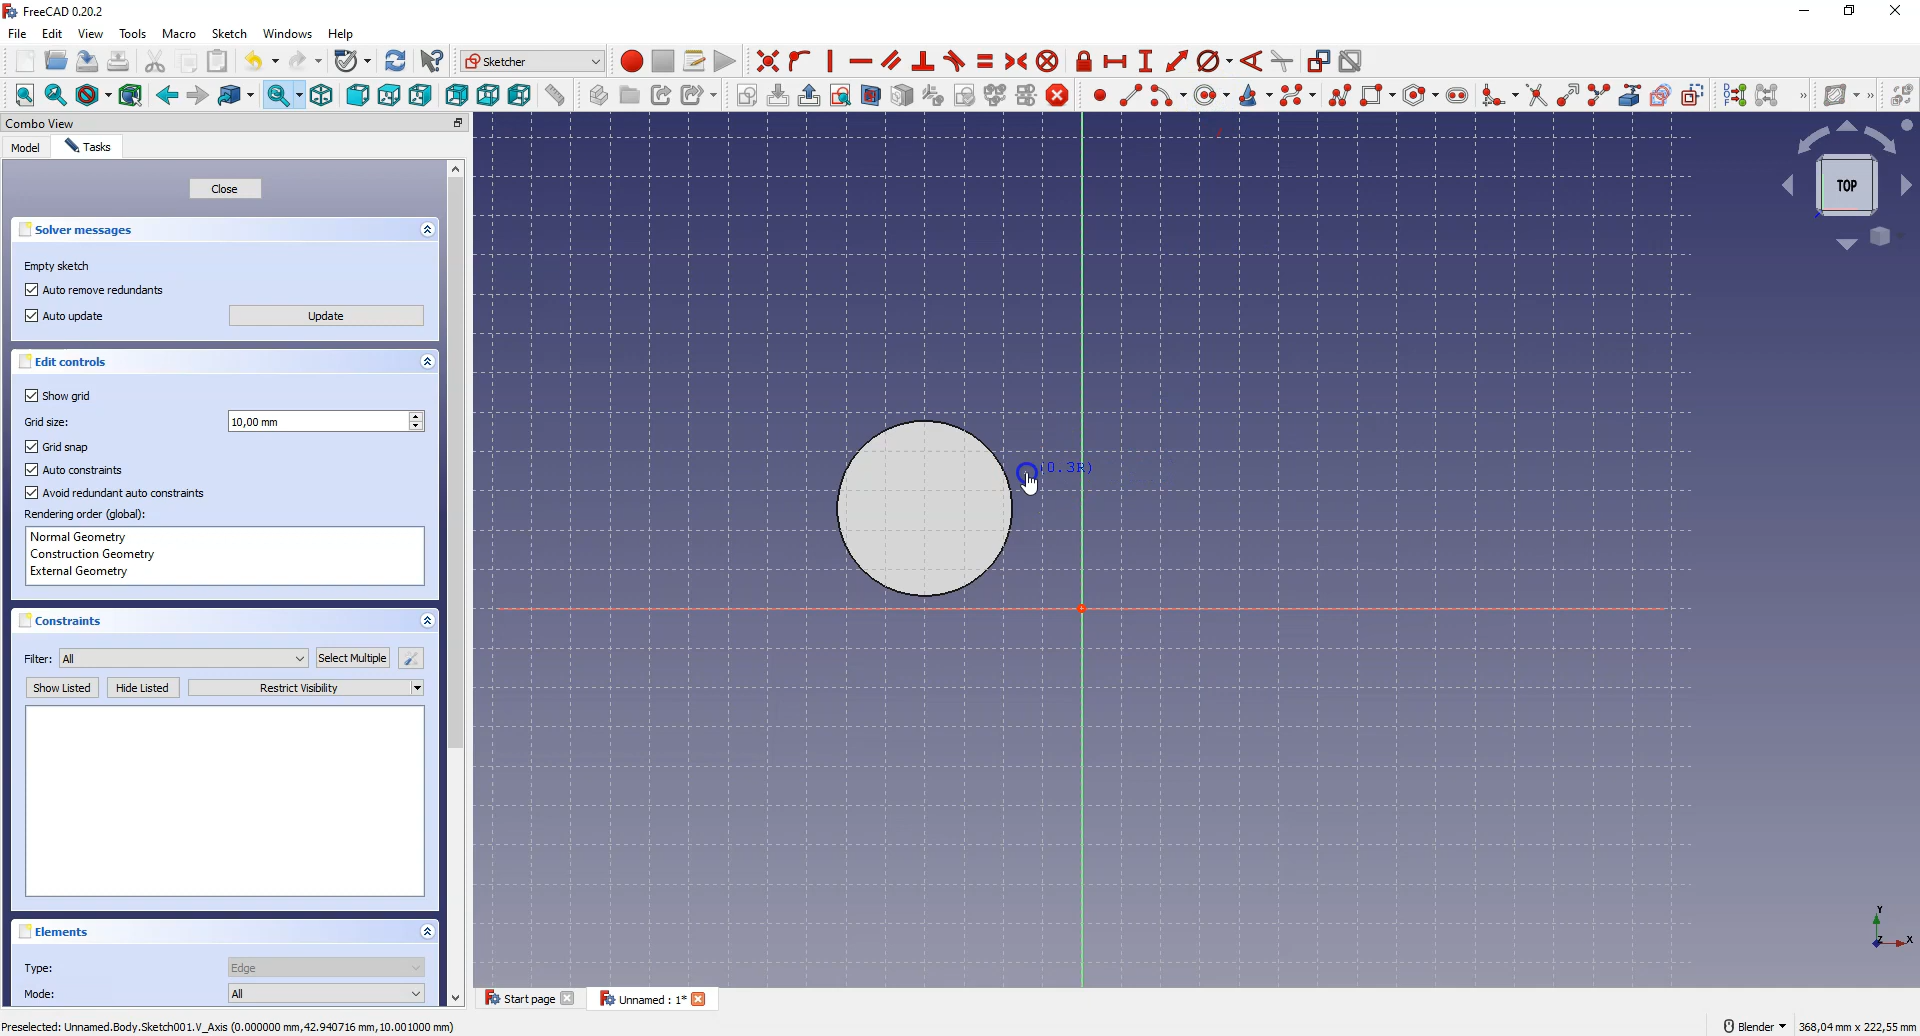 FreeCAD 0.20.2
File Edit View Tools Macro Sketch Windows Help
Sketcher
Combo View
Model Tasks
Close
Solver messages
Empty sketch
Auto remove redundants
Auto update Update
Edit controls
Show grid
Grid size: 10,00 mm
Grid snap
Auto constraints
Avoid redundant auto constraints
Rendering order (global):
Normal Geometry
Construction Geometry
External Geometry
Constraints
Filter: All Select Multiple
Show Listed Hide Listed Restrict Visibility
Elements
Type: Edge
Mode: All
(0.3R)
TOP
Y
Z X
Start page Unnamed : 1*
Preselected: Unnamed.Body.Sketch001.V_Axis (0.000000 mm,42.940716 mm,10.001000 mm)
Blender 368,04 mm x 222,55 mm